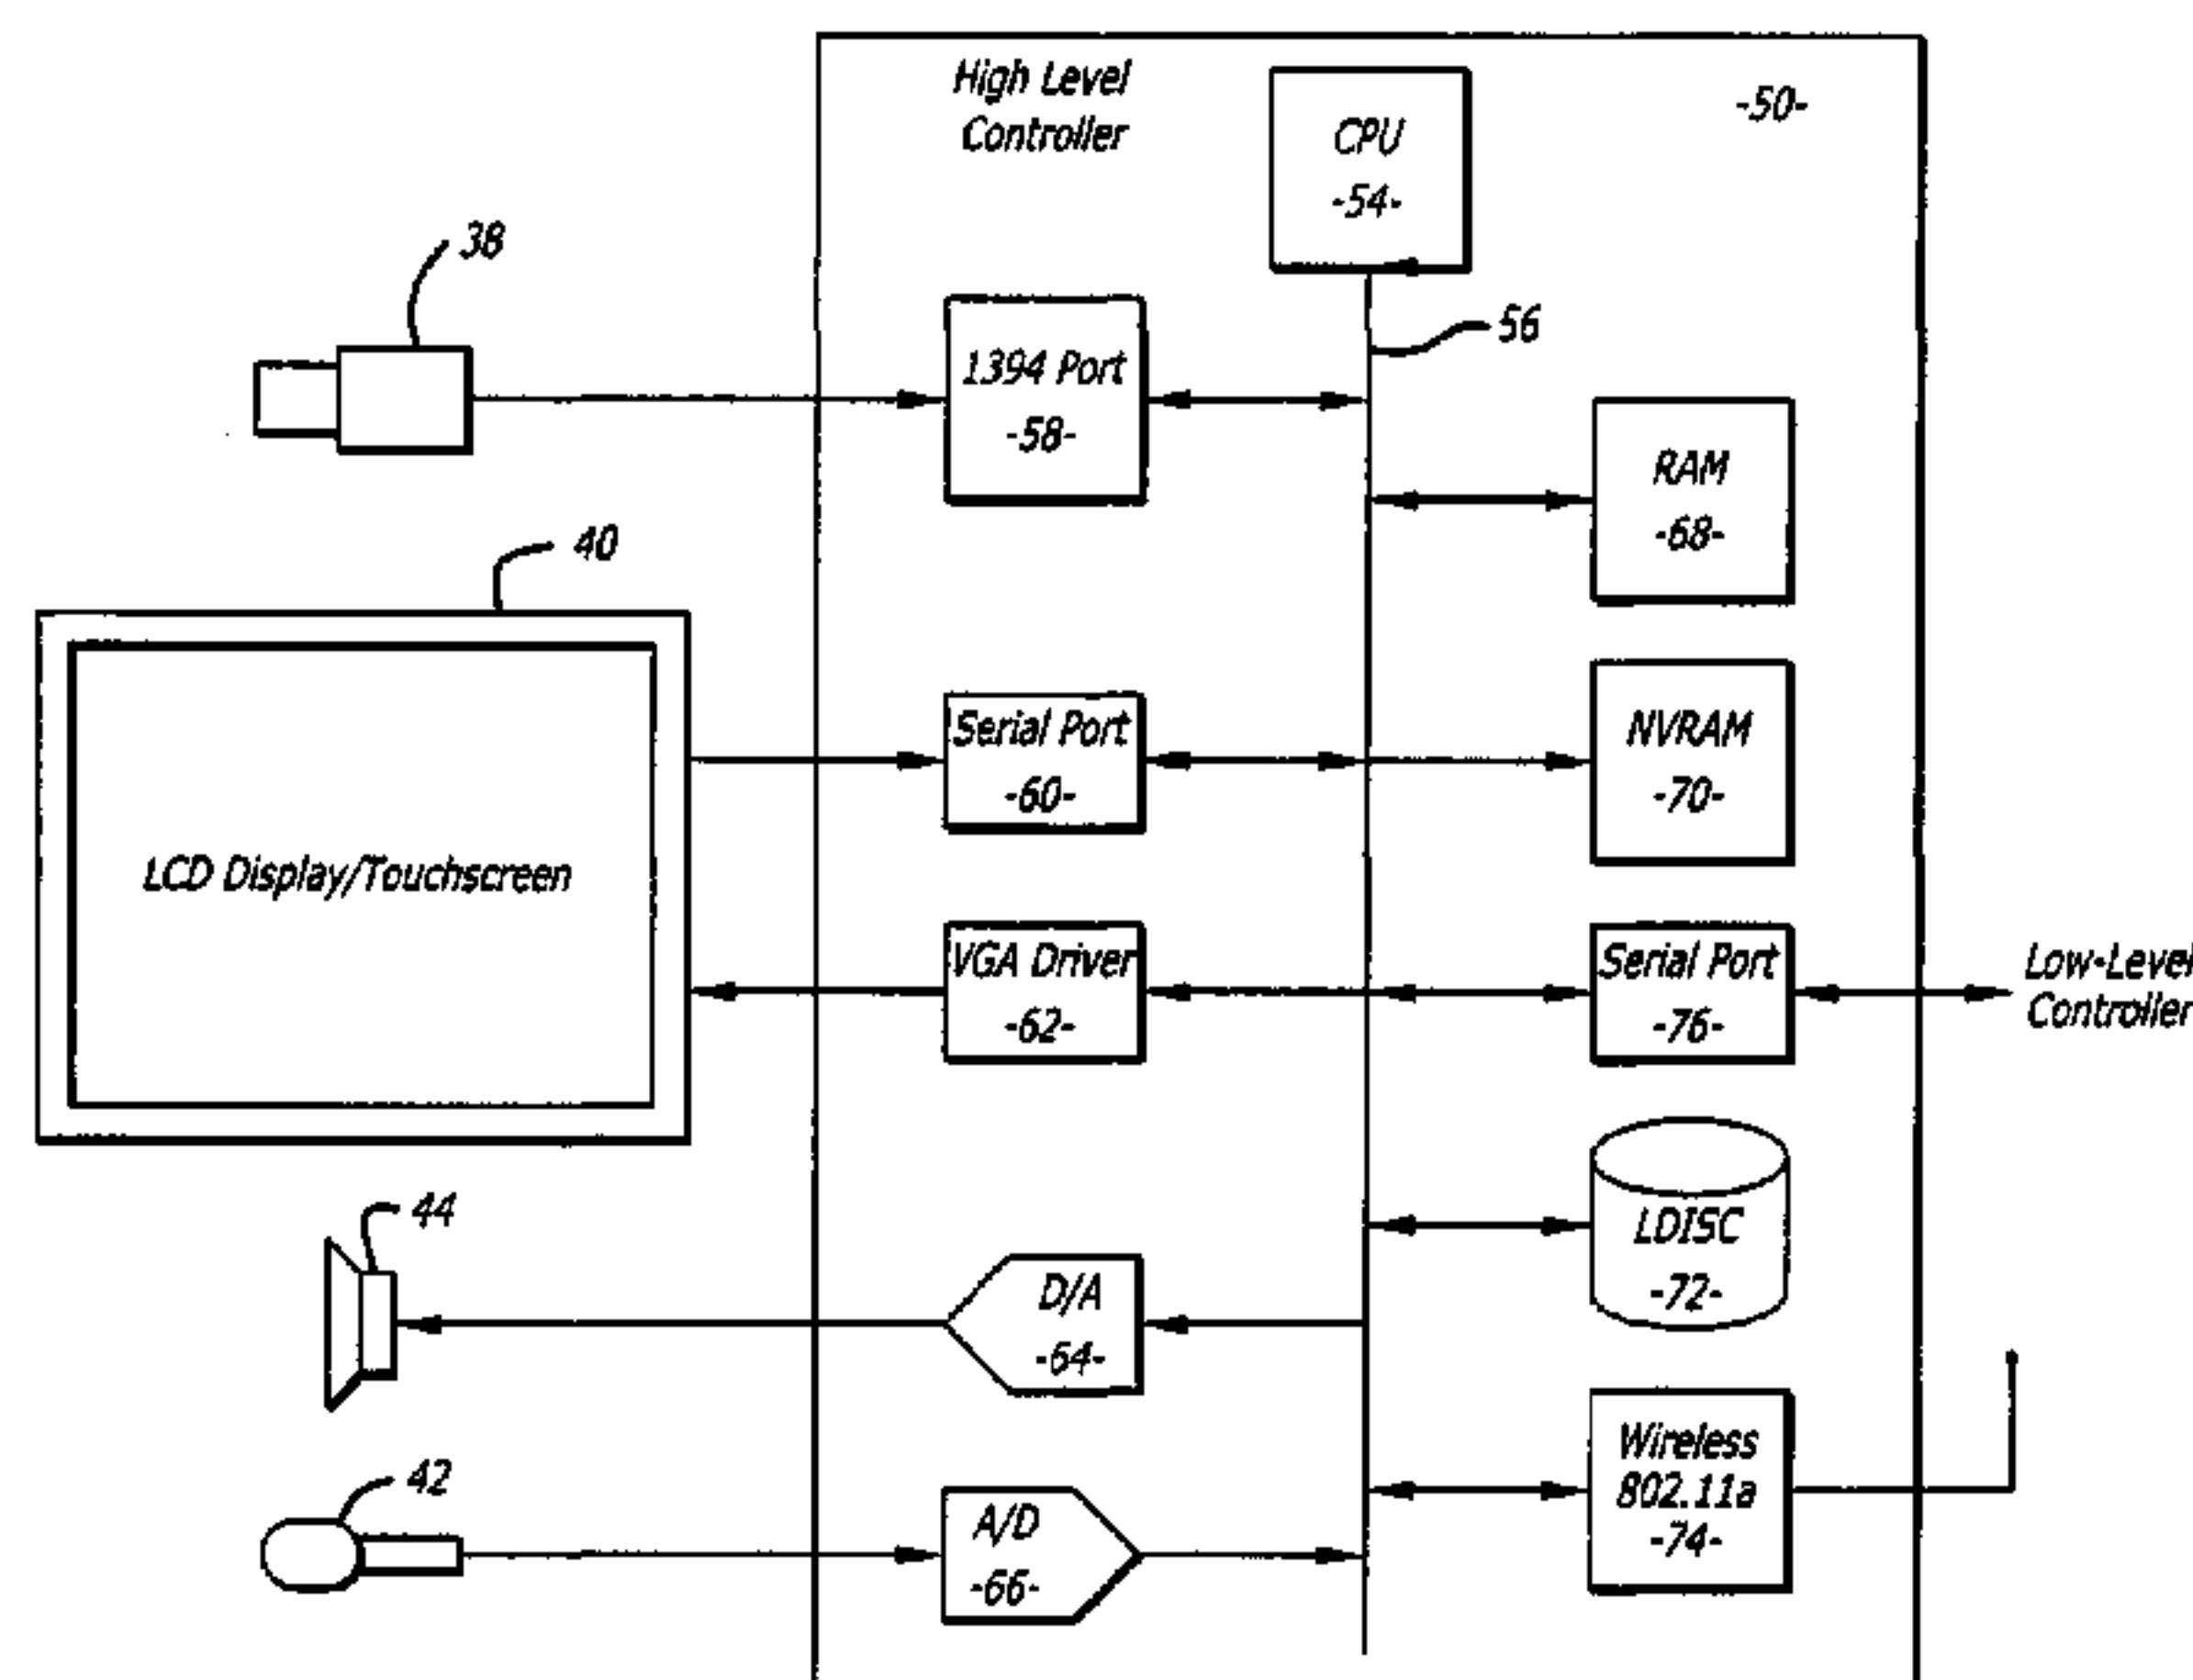 High Level
Controller
-50-
CPU
-54-
38
56
1394 Port
-58-
RAM
-68-
40
Serial Port
-60-
NVRAM
-70-
LCD Display/Touchscreen
VGA Driver
-62-
Serial Port
-76-
Low-Level
Controller
44
LDISC
-72-
D/A
-64-
42
Wireless
802.11a
-74-
A/D
-66-